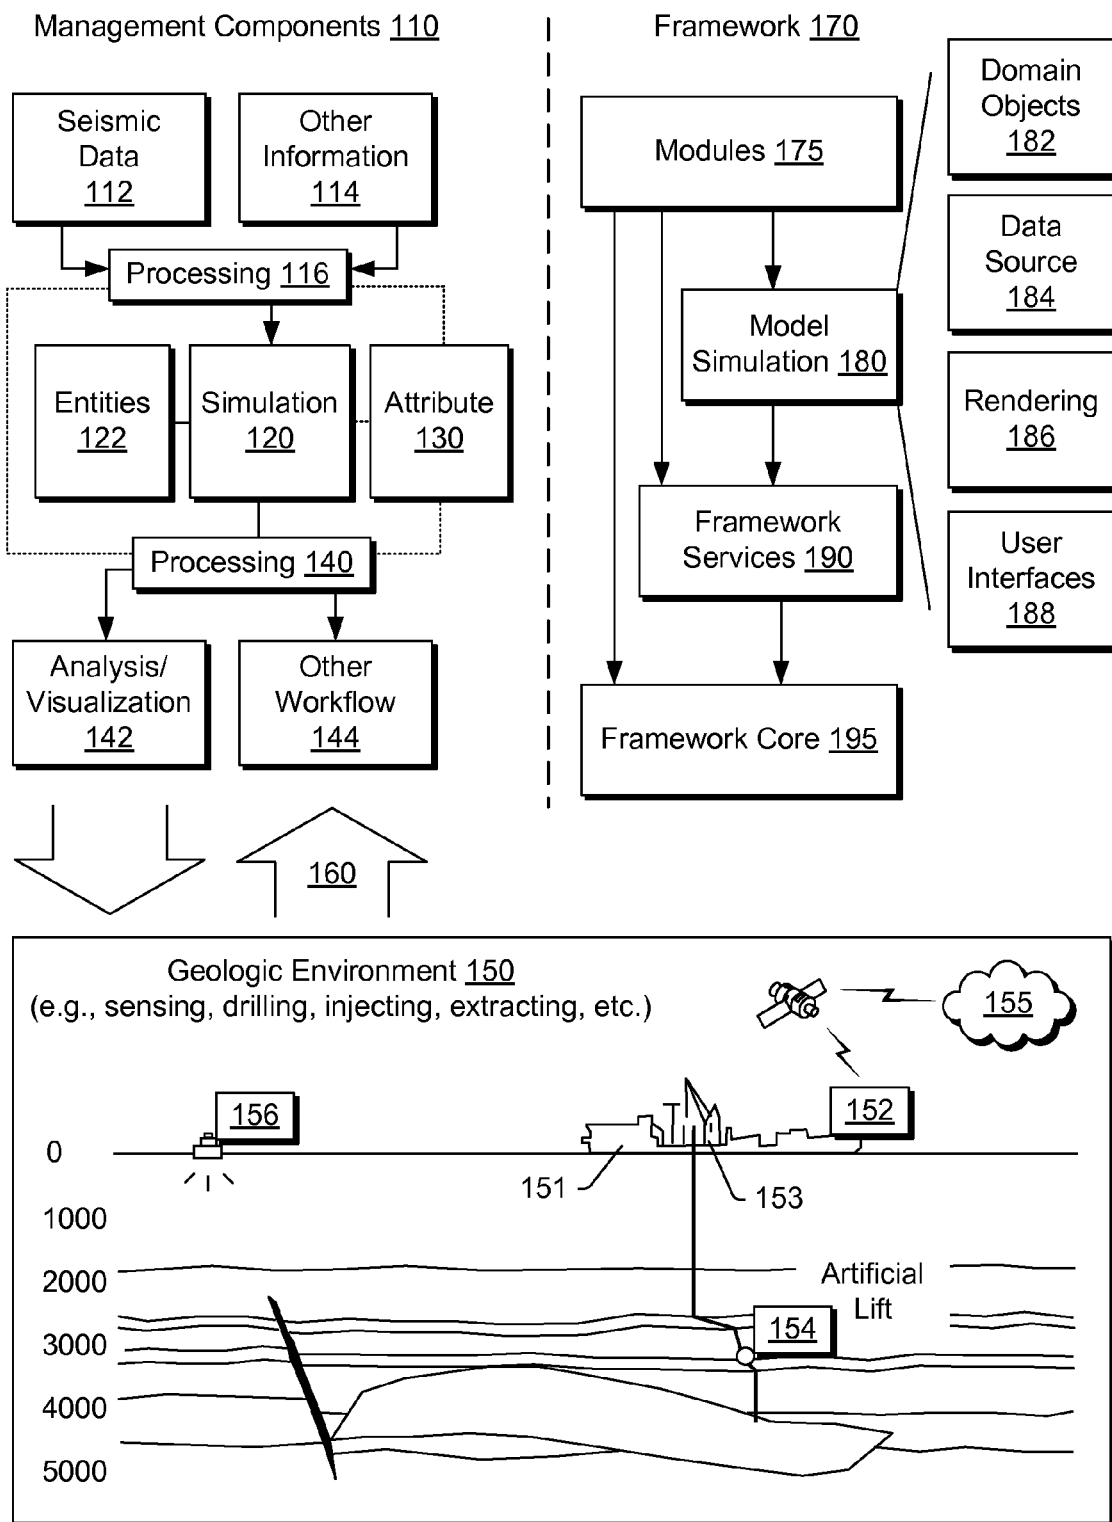 Management Components 110
Seismic
Data
112
Other
Information
114
Processing 116
Entities
122
Simulation
120
Attribute
130
Processing 140
Analysis/
Visualization
142
Other
Workflow
144
Framework 170
Modules 175
Model
Simulation 180
Framework
Services 190
Framework Core 195
Domain
Objects
182
Data
Source
184
Rendering
186
User
Interfaces
188
160
Geologic Environment 150
(e.g., sensing, drilling, injecting, extracting, etc.)
155
156
152
0
151
153
1000
2000
Artificial
Lift
154
3000
4000
5000